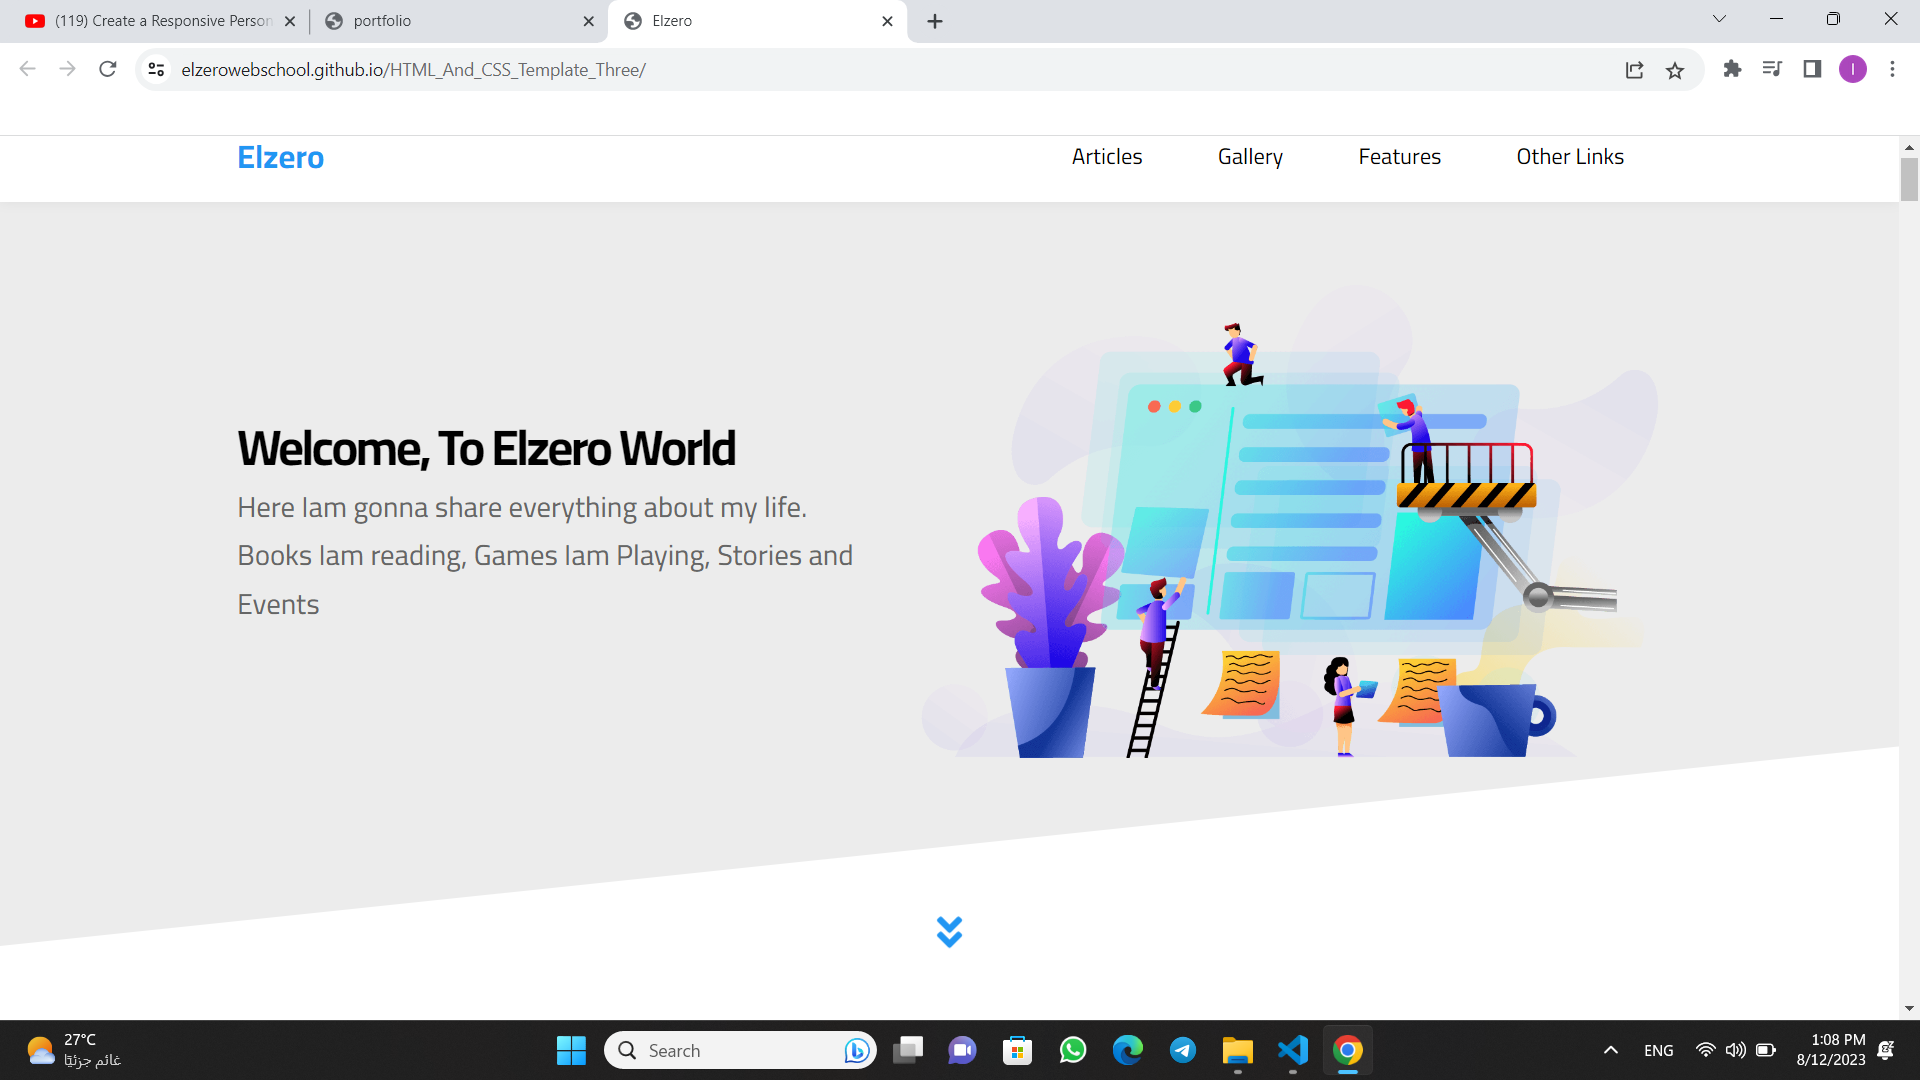 (119) Create a Responsive Person
portfolio
Elzero
elzerowebschool.github.io/HTML_And_CSS_Template_Three/
I
Elzero
Articles
Gallery
Features
Other Links
Welcome, To Elzero World
Here Iam gonna share everything about my life.
Books Iam reading, Games Iam Playing, Stories and
Events
27°C
غائم جزئيًا
Search
ENG
1:08 PM
8/12/2023